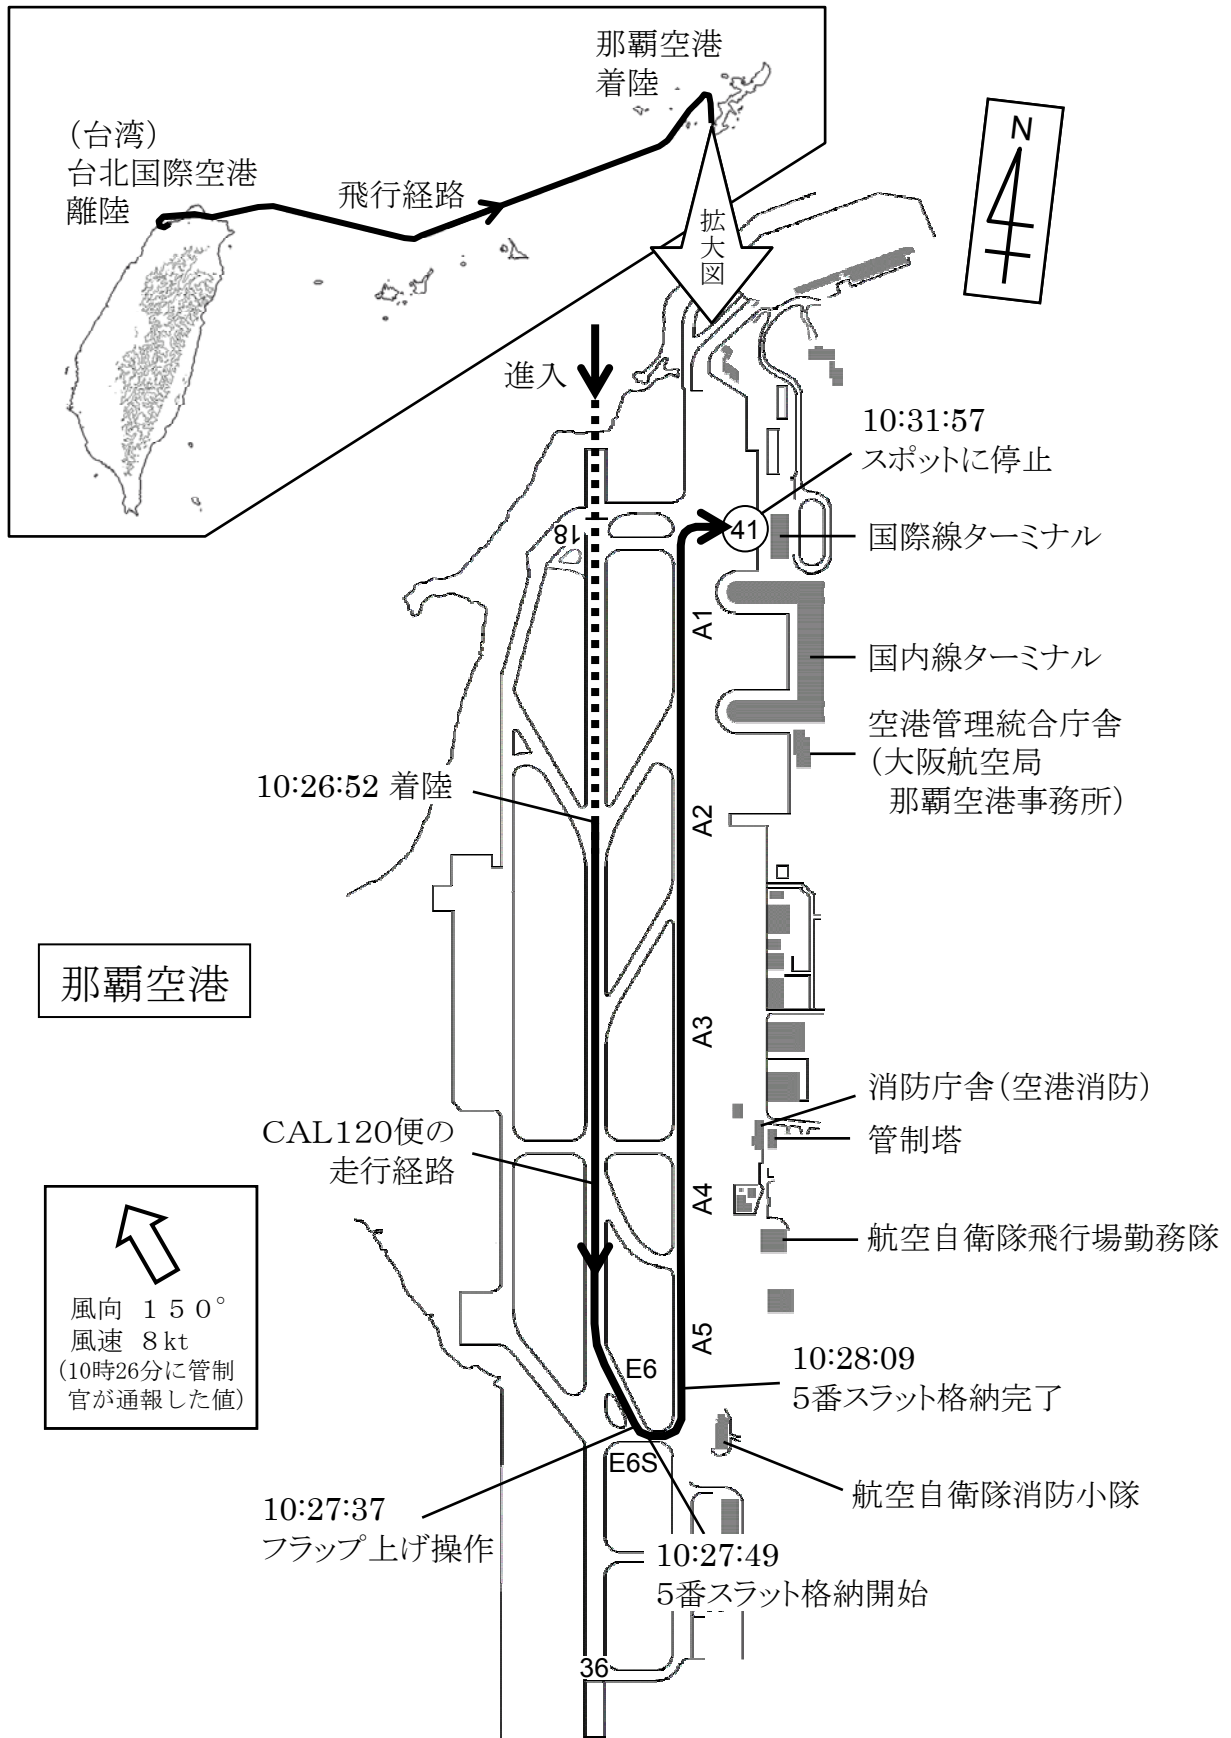 那覇空港
着陸
(台湾)
台北国際空港
離陸
飛行経路
N
拡大図
進入
10:31:57
スポットに停止
18
41
国際線ターミナル
A1
国内線ターミナル
空港管理統合庁舎
(大阪航空局
那覇空港事務所)
10:26:52 着陸
A2
那覇空港
A3
消防庁舎(空港消防)
管制塔
CAL120便の
走行経路
A4
航空自衛隊飛行場勤務隊
風向 150°
風速 8kt
(10時26分に管制
官が通報した値)
A5
E6
10:28:09
5番スラット格納完了
E6S
航空自衛隊消防小隊
10:27:37
フラップ上げ操作
10:27:49
5番スラット格納開始
36